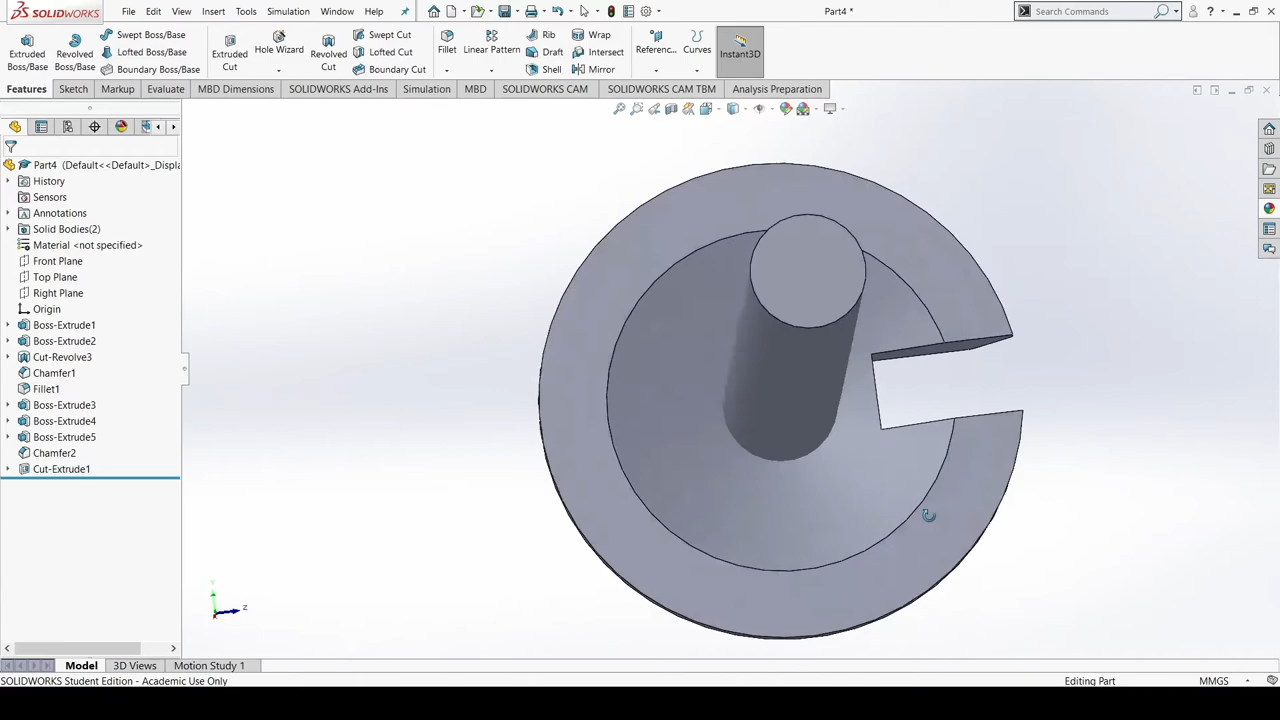 SOLIDWORKS File Edit View Insert Tools Simulation Window Help Part4 * Search Commands ?
Extruded Boss/Base Revolved Boss/Base Swept Boss/Base Lofted Boss/Base Boundary Boss/Base Extruded Cut Hole Wizard Revolved Cut Swept Cut Lofted Cut Boundary Cut Fillet Linear Pattern Rib Draft Shell Wrap Intersect Mirror Referenc... Curves Instant3D
Features Sketch Markup Evaluate MBD Dimensions SOLIDWORKS Add-Ins Simulation MBD SOLIDWORKS CAM SOLIDWORKS CAM TBM Analysis Preparation
Part4 (Default<<Default>_Displa
History
Sensors
Annotations
Solid Bodies(2)
Material <not specified>
Front Plane
Top Plane
Right Plane
Origin
Boss-Extrude1
Boss-Extrude2
Cut-Revolve3
Chamfer1
Fillet1
Boss-Extrude3
Boss-Extrude4
Boss-Extrude5
Chamfer2
Cut-Extrude1
Y
Z
Model 3D Views Motion Study 1
SOLIDWORKS Student Edition - Academic Use Only Editing Part MMGS